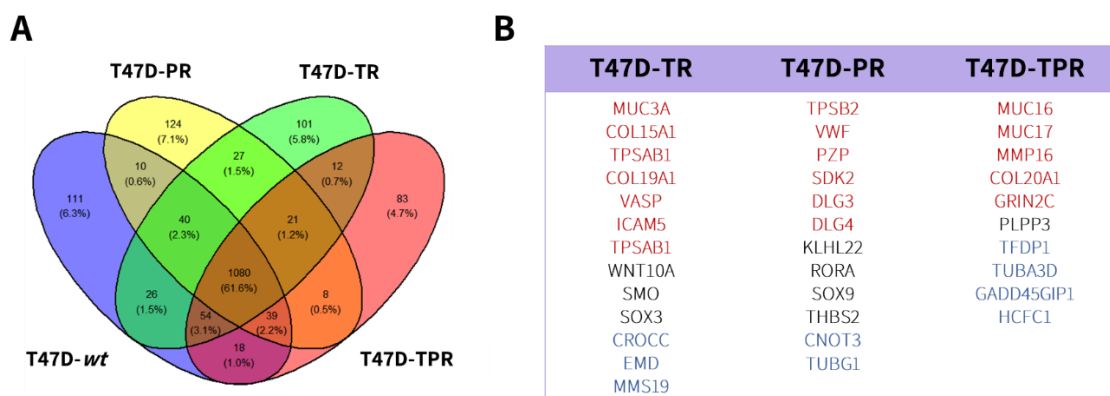 A
B
T47D-PR
T47D-TR
124
(7.1%)
101
(5.8%)
27
(1.5%)
10
(0.6%)
12
(0.7%)
111
(6.3%)
83
(4.7%)
40
(2.3%)
21
(1.2%)
1080
(61.6%)
26
(1.5%)
8
(0.5%)
54
(3.1%)
39
(2.2%)
18
(1.0%)
T47D-wt
T47D-TPR
T47D-TR T47D-PR T47D-TPR
MUC3A TPSB2 MUC16
COL15A1 VWF MUC17
TPSAB1 PZP MMP16
COL19A1 SDK2 COL20A1
VASP DLG3 GRIN2C
ICAM5 DLG4 PLPP3
TPSAB1 KLHL22 TFDP1
WNT10A RORA TUBA3D
SMO SOX9 GADD45GIP1
SOX3 THBS2 HCFC1
CROCC CNOT3
EMD TUBG1
MMS19